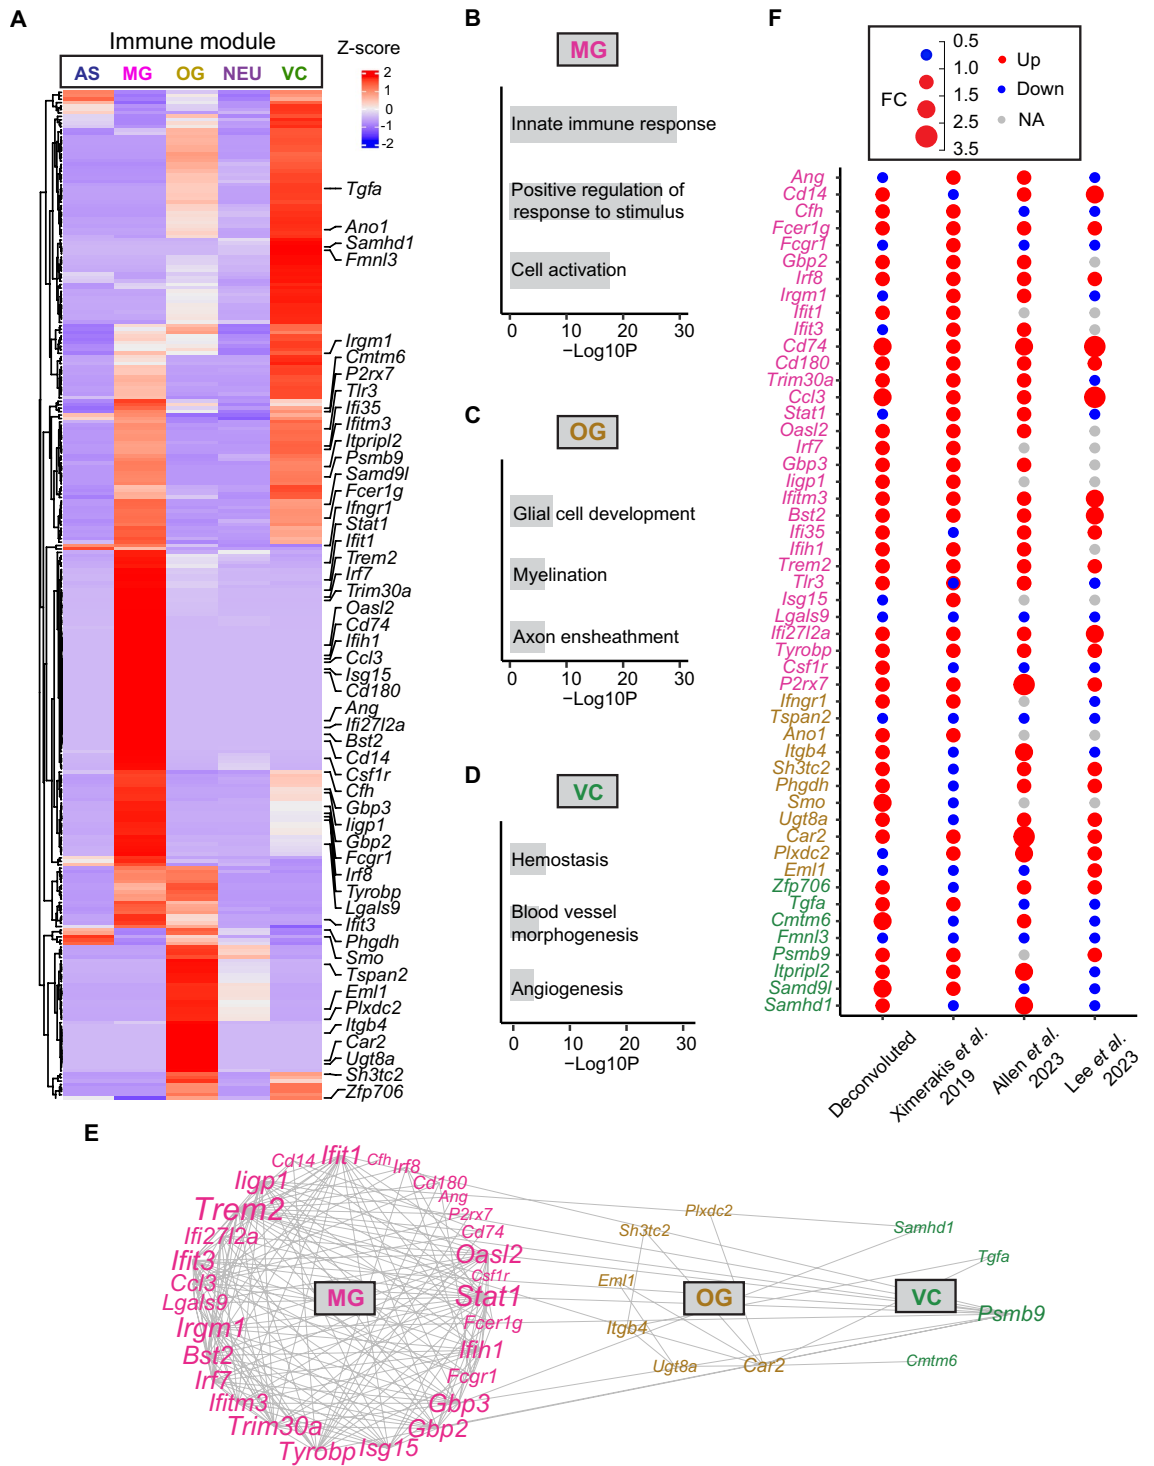 A
Immune module
AS MG OG NEU VC
Z-score
2
1
0
-1
-2
Tgfa
Ano1
Samhd1
Fmnl3
Irgm1
Cmtm6
P2rx7
Tlr3
Ifi35
Ifitm3
Itpripl2
Psmb9
Samd9l
Fcer1g
Ifngr1
Stat1
Ifit1
Trem2
Irf7
Trim30a
Oasl2
Cd74
Ifih1
Ccl3
Isg15
Cd180
Ang
Ifi27l2a
Bst2
Cd14
Csf1r
Cfh
Gbp3
Iigp1
Gbp2
Fcgr1
Irf8
Tyrobp
Lgals9
Ifit3
Phgdh
Smo
Tspan2
Eml1
Plxdc2
Itgb4
Car2
Ugt8a
Sh3tc2
Zfp706
B
MG
Innate immune response
Positive regulation of
response to stimulus
Cell activation
0 10 20 30
−Log10P
C
OG
Glial cell development
Myelination
Axon ensheathment
0 10 20 30
−Log10P
D
VC
Hemostasis
Blood vessel
morphogenesis
Angiogenesis
0 10 20 30
−Log10P
F
FC
0.5
1.0
1.5
2.5
3.5
Up
Down
NA
Ang
Cd14
Cfh
Fcer1g
Fcgr1
Gbp2
Irf8
Irgm1
Ifit1
Ifit3
Cd74
Cd180
Trim30a
Ccl3
Stat1
Oasl2
Irf7
Gbp3
Iigp1
Ifitm3
Bst2
Ifi35
Ifih1
Trem2
Tlr3
Isg15
Lgals9
Ifi27l2a
Tyrobp
Csf1r
P2rx7
Ifngr1
Tspan2
Ano1
Itgb4
Sh3tc2
Phgdh
Smo
Ugt8a
Car2
Plxdc2
Eml1
Zfp706
Tgfa
Cmtm6
Fmnl3
Psmb9
Itpripl2
Samd9l
Samhd1
Deconvoluted
Ximerakis et al.
2019
Allen et al.
2023
Lee et al.
2023
E
Cd14 Ifit1 Cfh Irf8
Iigp1 Cd180
Trem2 Ang
P2rx7
Ifi27l2a Cd74
Ifit3 Oasl2
Ccl3 Csf1r
Lgals9 MG Stat1
Irgm1 Fcer1g
Bst2 Ifih1
Irf7 Fcgr1
Ifitm3 Gbp3
Trim30a Gbp2
Tyrobp Isg15
Plxdc2
Sh3tc2
Eml1
OG
Itgb4
Ugt8a Car2
Samhd1
Tgfa
VC
Psmb9
Cmtm6